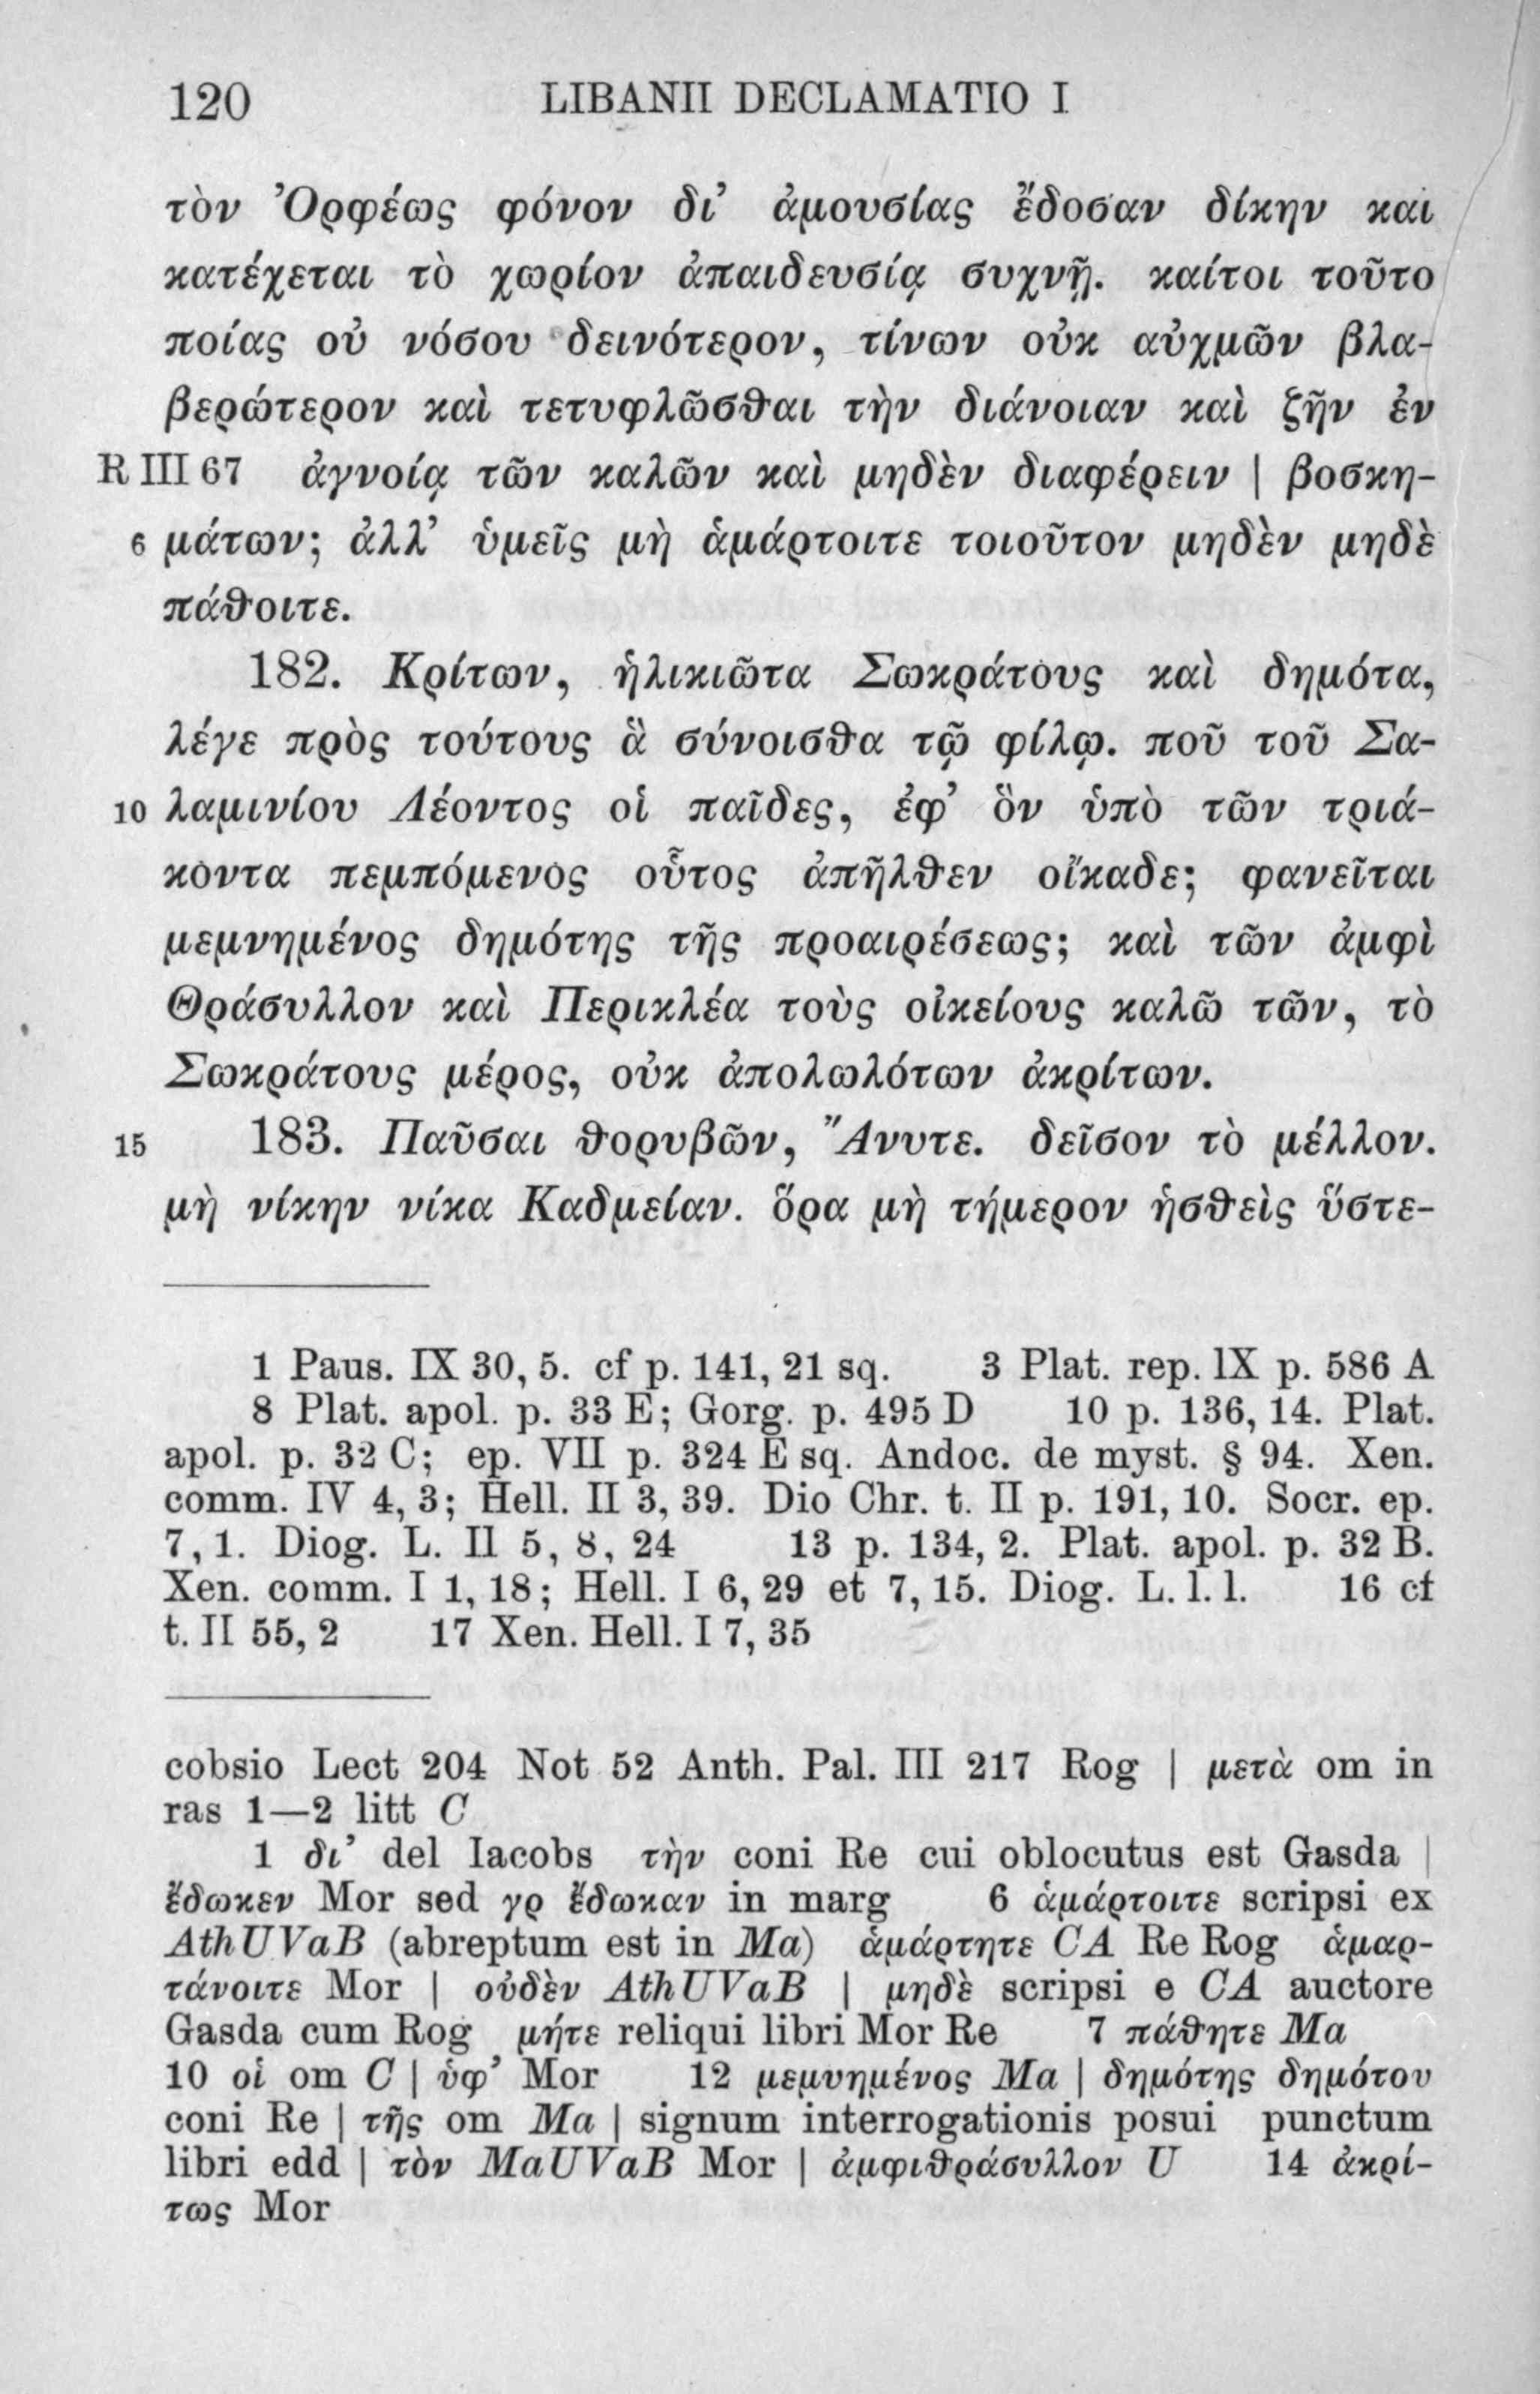 120 LIBANII DECLAMATIO I
τὸν Ὀρφέως φόνον δι’ ἀμουσίας ἔδοσαν δίκην καὶ
κατέχεται τὸ χωρίον ἀπαιδευσίᾳ συχνῇ. καίτοι τοῦτο
ποίας οὐ νόσου δεινότερον, τίνων οὐκ αὐχμῶν βλα-
βερώτερον καὶ τετυφλῶσθαι τὴν διάνοιαν καὶ ζῆν ἐν
R III 67 ἀγνοίᾳ τῶν καλῶν καὶ μηδὲν διαφέρειν | βοσκη-
6 μάτων; ἀλλ’ ὑμεῖς μὴ ἁμάρτοιτε τοιοῦτον μηδὲν μηδὲ
πάθοιτε.
182. Κρίτων, ἡλικιῶτα Σωκράτους καὶ δημότα,
λέγε πρὸς τούτους ἃ σύνοισθα τῷ φίλῳ. ποῦ τοῦ Σα-
10 λαμινίου Λέοντος οἱ παῖδες, ἐφ’ ὃν ὑπὸ τῶν τριά-
κοντα πεμπόμενος οὗτος ἀπῆλθεν οἴκαδε; φανεῖται
μεμνημένος δημότης τῆς προαιρέσεως; καὶ τῶν ἀμφὶ
Θράσυλλον καὶ Περικλέα τοὺς οἰκείους καλῶ τῶν, τὸ
Σωκράτους μέρος, οὐκ ἀπολωλότων ἀκρίτων.
15 183. Παῦσαι θορυβῶν, Ἄνυτε. δεῖσον τὸ μέλλον.
μὴ νίκην νίκα Καδμείαν. ὅρα μὴ τήμερον ἡσθεὶς ὕστε-
1 Paus. IX 30, 5. cf p. 141, 21 sq. 3 Plat. rep. IX p. 586 A
8 Plat. apol. p. 33 E; Gorg. p. 495 D 10 p. 136, 14. Plat.
apol. p. 32 C; ep. VII p. 324 E sq. Andoc. de myst. § 94. Xen.
comm. IV 4, 3; Hell. II 3, 39. Dio Chr. t. II p. 191, 10. Socr. ep.
7, 1. Diog. L. II 5, 8, 24 13 p. 134, 2. Plat. apol. p. 32 B.
Xen. comm. I 1, 18; Hell. I 6, 29 et 7, 15. Diog. L. l. l. 16 cf
t. II 55, 2 17 Xen. Hell. I 7, 35
cobsio Lect 204 Not 52 Anth. Pal. III 217 Rog | μετὰ om in
ras 1—2 litt C
1 δι’ del Iacobs τὴν coni Re cui oblocutus est Gasda |
ἔδωκεν Mor sed γρ ἔδωκαν in marg 6 ἁμάρτοιτε scripsi ex
AthUVaB (abreptum est in Ma) ἁμάρτητε CA Re Rog ἁμαρ-
τάνοιτε Mor | οὐδὲν AthUVaB | μηδὲ scripsi e CA auctore
Gasda cum Rog μήτε reliqui libri Mor Re 7 πάθητε Ma
10 οἱ om C | ὑφ’ Mor 12 μεμνημένος Ma | δημότης δημότου
coni Re | τῆς om Ma | signum interrogationis posui punctum
libri edd | τὸν MaUVaB Mor | ἀμφιθράσυλλον U 14 ἀκρί-
τως Mor